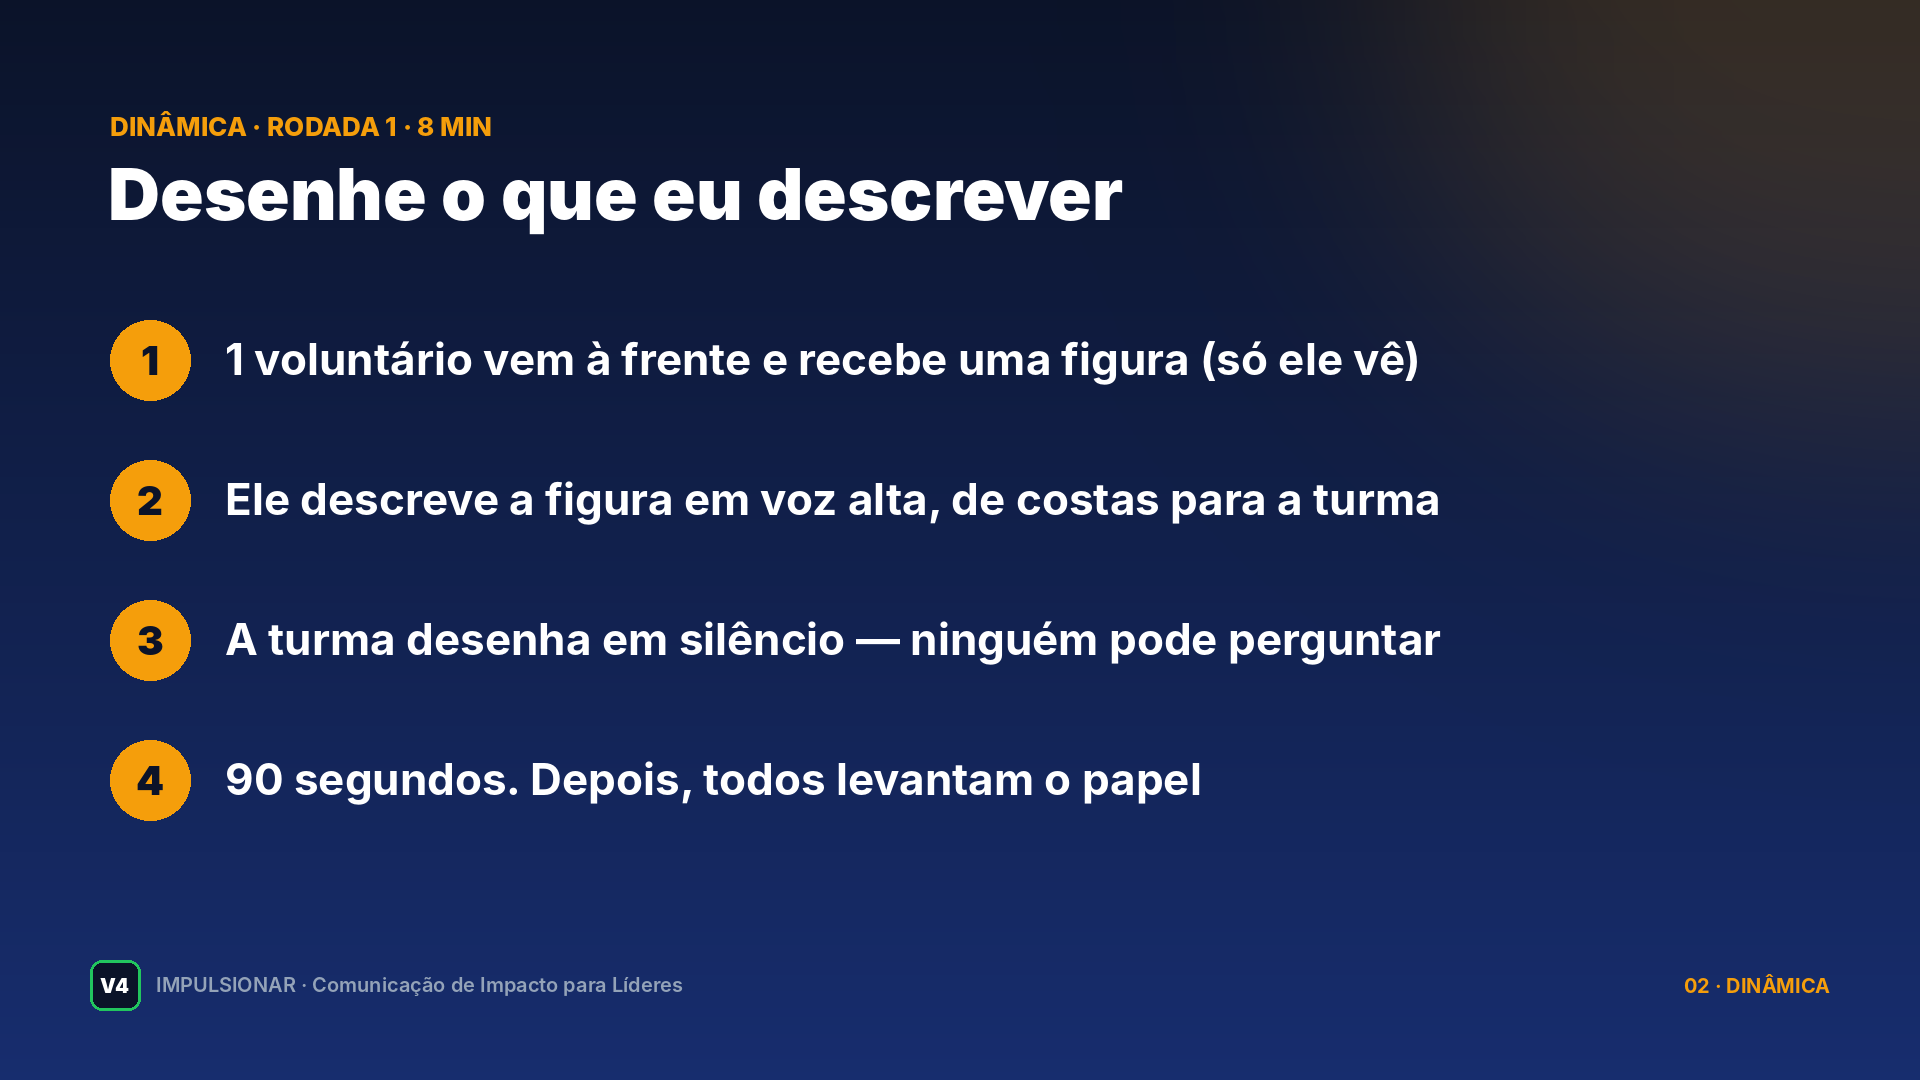 DINÂMICA · RODADA 1 · 8 MIN
Desenhe o que eu descrever
1
1 voluntário vem à frente e recebe uma figura (só ele vê)
2
Ele descreve a figura em voz alta, de costas para a turma
3
A turma desenha em silêncio — ninguém pode perguntar
4
90 segundos. Depois, todos levantam o papel
V4
IMPULSIONAR · Comunicação de Impacto para Líderes
02 · DINÂMICA